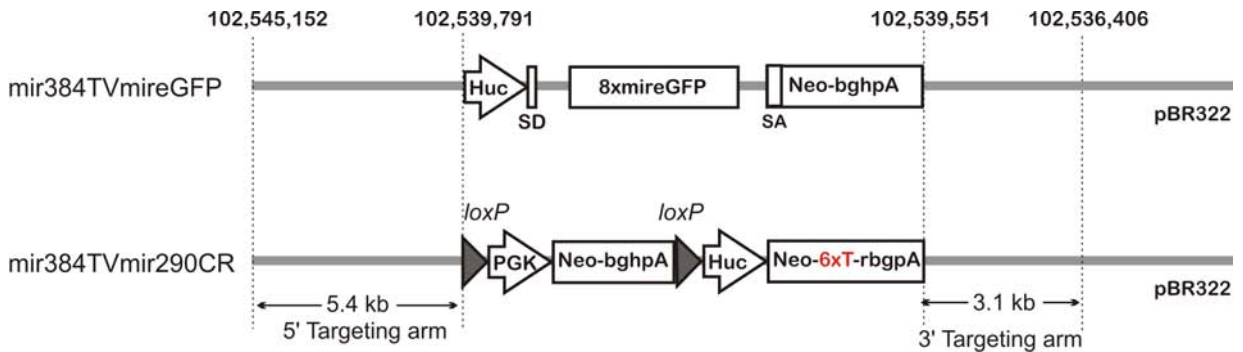 102,545,152 102,539,791 102,539,551 102,536,406
mir384TVmireGFP Huc 8xmireGFP Neo-bghpA
SD SA pBR322
loxP loxP
mir384TVmir290CR PGK Neo-bghpA Huc Neo-6xT-rbgpA
pBR322
5.4 kb 3.1 kb
5' Targeting arm 3' Targeting arm